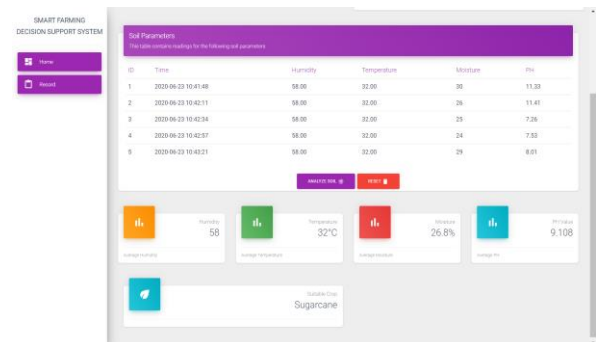 SMART FARMING
DECISION SUPPORT SYSTEM
Home
Record
Soil Parameters
This table contains readings for the following soil parameters
ID Time Humidity Temperature Moisture PH
1 2020-06-23 10:41:48 58.00 32.00 30 11.33
2 2020-06-23 10:42:11 58.00 32.00 26 11.41
3 2020-06-23 10:42:34 58.00 32.00 25 7.26
4 2020-06-23 10:42:57 58.00 32.00 24 7.53
5 2020-06-23 10:43:21 58.00 32.00 29 8.01
ANALYZE SOIL RESET
Humidity
58
Average Humidity
Temperature
32°C
Average Temperature
Moisture
26.8%
Average Moisture
PH Value
9.108
Average PH
Suitable Crop
Sugarcane